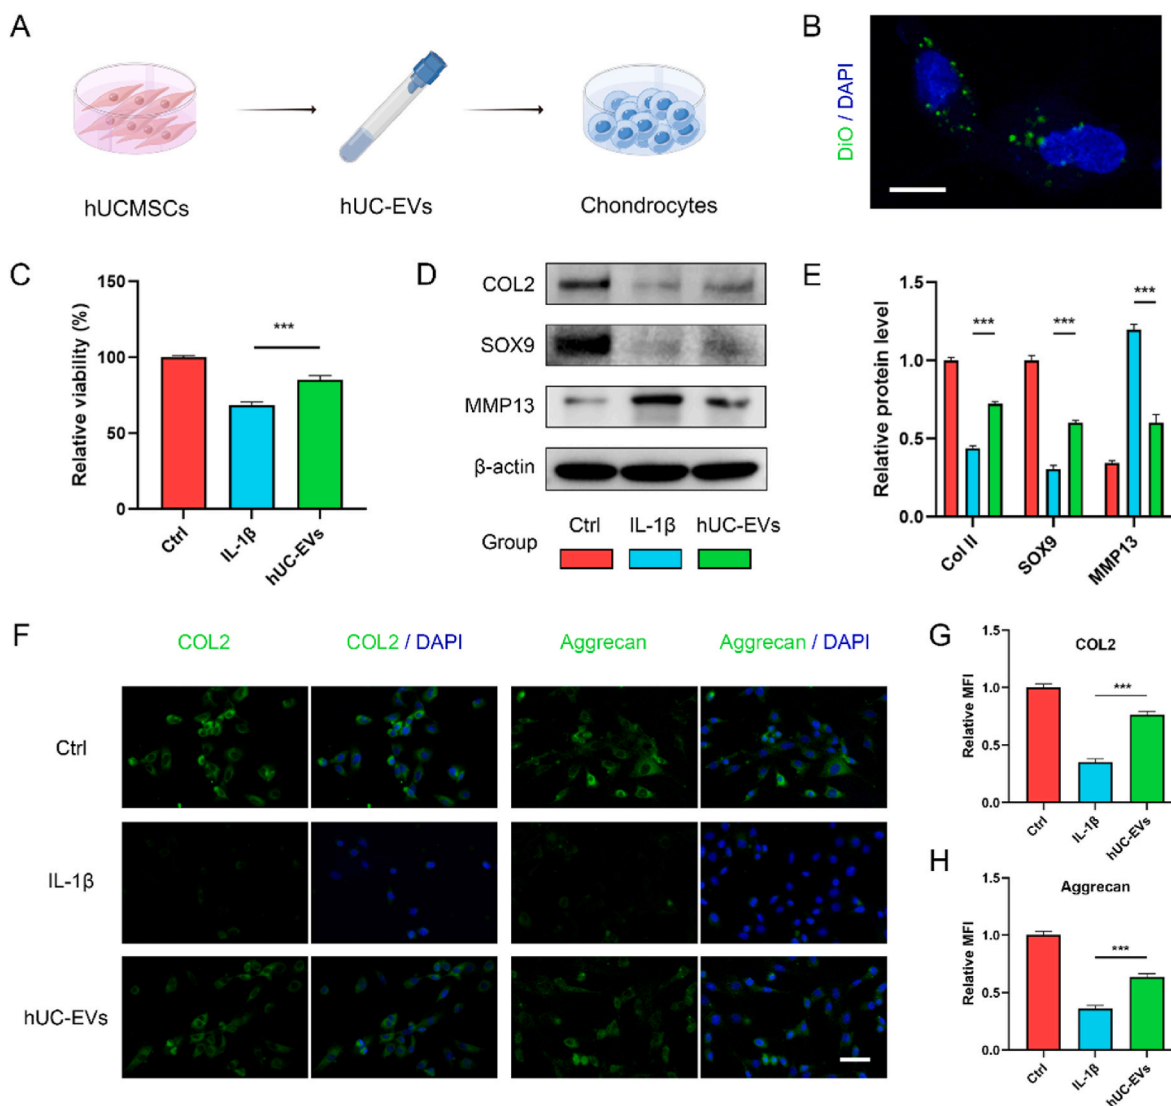 A
hUCMSCs
hUC-EVs
Chondrocytes
B
DiO / DAPI
C
Relative viability (%)
150
100
50
0
***
Ctrl
IL-1β
hUC-EVs
D
COL2
SOX9
MMP13
β-actin
Group
Ctrl
IL-1β
hUC-EVs
E
Relative protein level
1.5
1.0
0.5
0.0
***
***
***
Col II
SOX9
MMP13
F
COL2
COL2 / DAPI
Aggrecan
Aggrecan / DAPI
Ctrl
IL-1β
hUC-EVs
G
COL2
Relative MFI
1.5
1.0
0.5
0.0
***
Ctrl
IL-1β
hUC-EVs
H
Aggrecan
Relative MFI
1.5
1.0
0.5
0.0
***
Ctrl
IL-1β
hUC-EVs